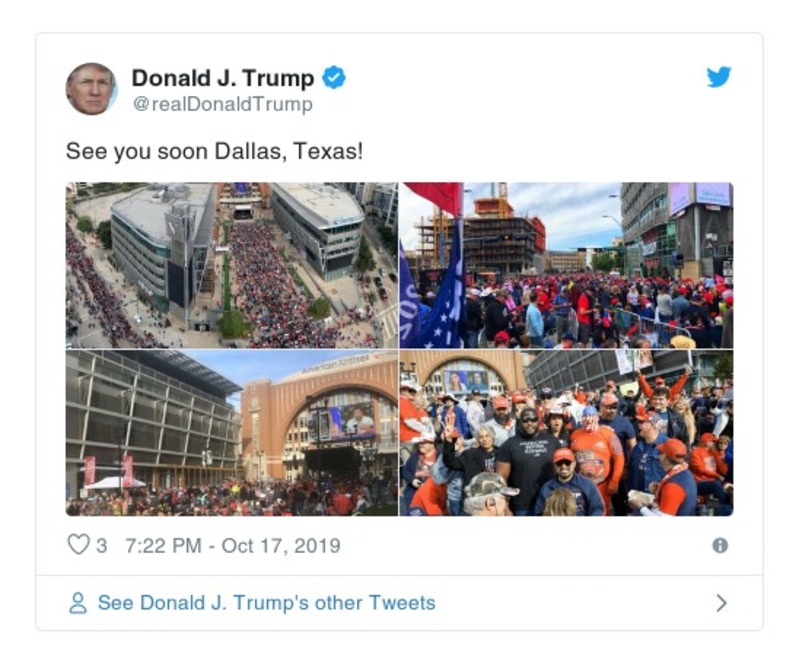 Donald J. Trump
@realDonaldTrump
See you soon Dallas, Texas!
American Airlines
3 7:22 PM - Oct 17, 2019
See Donald J. Trump's other Tweets